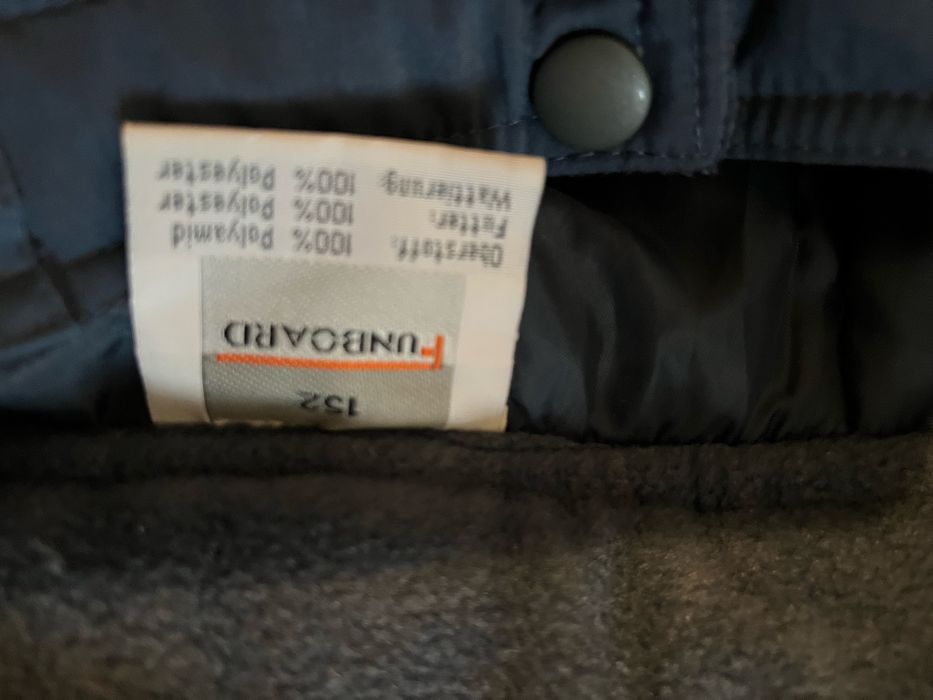 152
FUNBOARD
Oberstoff: 100% Polyamid
Futter: 100% Polyester
Wattierung: 100% Polyester